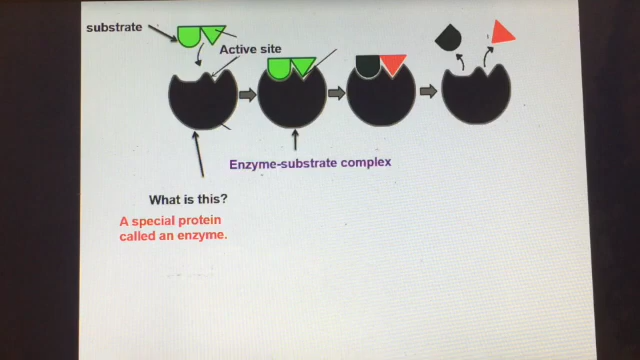 substrate
Active site
Enzyme-substrate complex
What is this?
A special protein
called an enzyme.